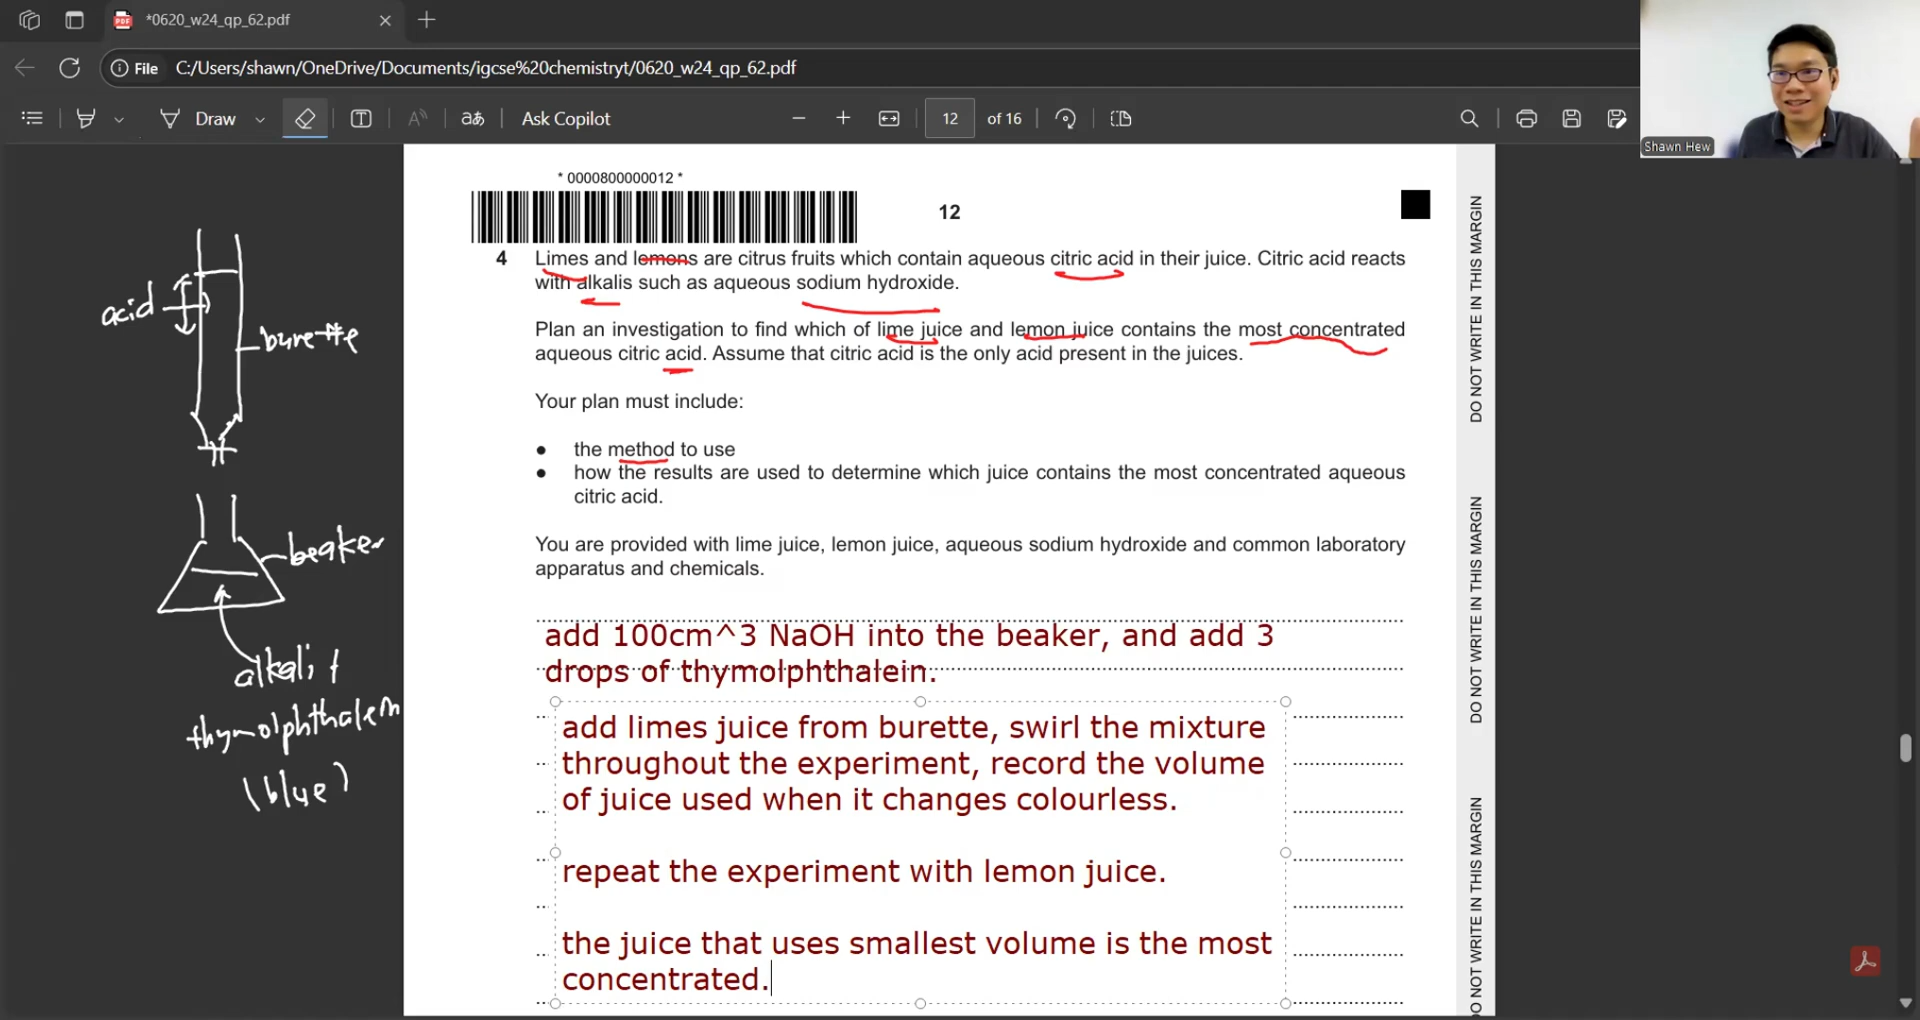 *0620_w24_qp_62.pdf
File C:/Users/shawn/OneDrive/Documents/igcse%20chemistryt/0620_w24_qp_62.pdf
Draw
aあ
Ask Copilot
12 of 16
Shawn Hew
* 0000800000012 *
12
4 Limes and lemons are citrus fruits which contain aqueous citric acid in their juice. Citric acid reacts
with alkalis such as aqueous sodium hydroxide.
Plan an investigation to find which of lime juice and lemon juice contains the most concentrated
aqueous citric acid. Assume that citric acid is the only acid present in the juices.
Your plan must include:
● the method to use
● how the results are used to determine which juice contains the most concentrated aqueous
citric acid.
You are provided with lime juice, lemon juice, aqueous sodium hydroxide and common laboratory
apparatus and chemicals.
add 100cm^3 NaOH into the beaker, and add 3
drops of thymolphthalein.
add limes juice from burette, swirl the mixture
throughout the experiment, record the volume
of juice used when it changes colourless.
repeat the experiment with lemon juice.
the juice that uses smallest volume is the most
concentrated.
acid
burette
beaker
alkali +
thymolphthalein
(blue)
DO NOT WRITE IN THIS MARGIN
DO NOT WRITE IN THIS MARGIN
DO NOT WRITE IN THIS MARGIN